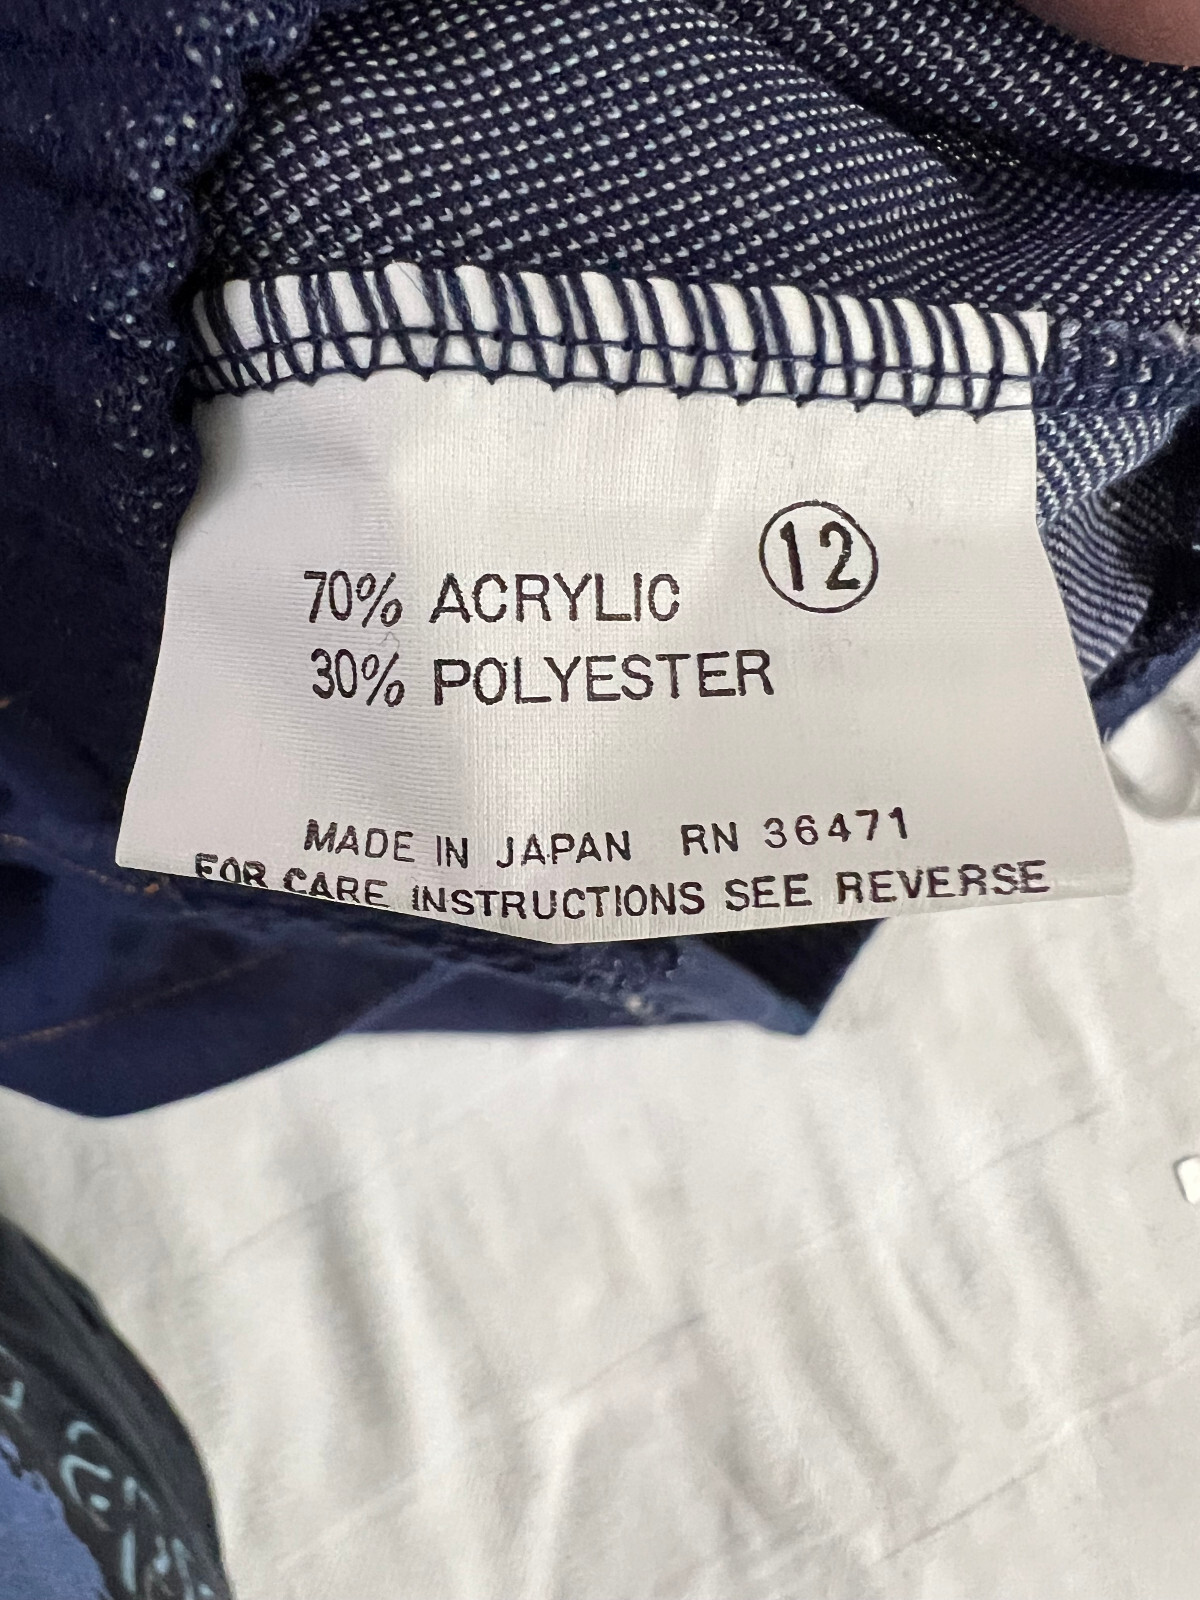 12
70% ACRYLIC
30% POLYESTER
MADE IN JAPAN RN 36471
FOR CARE INSTRUCTIONS SEE REVERSE